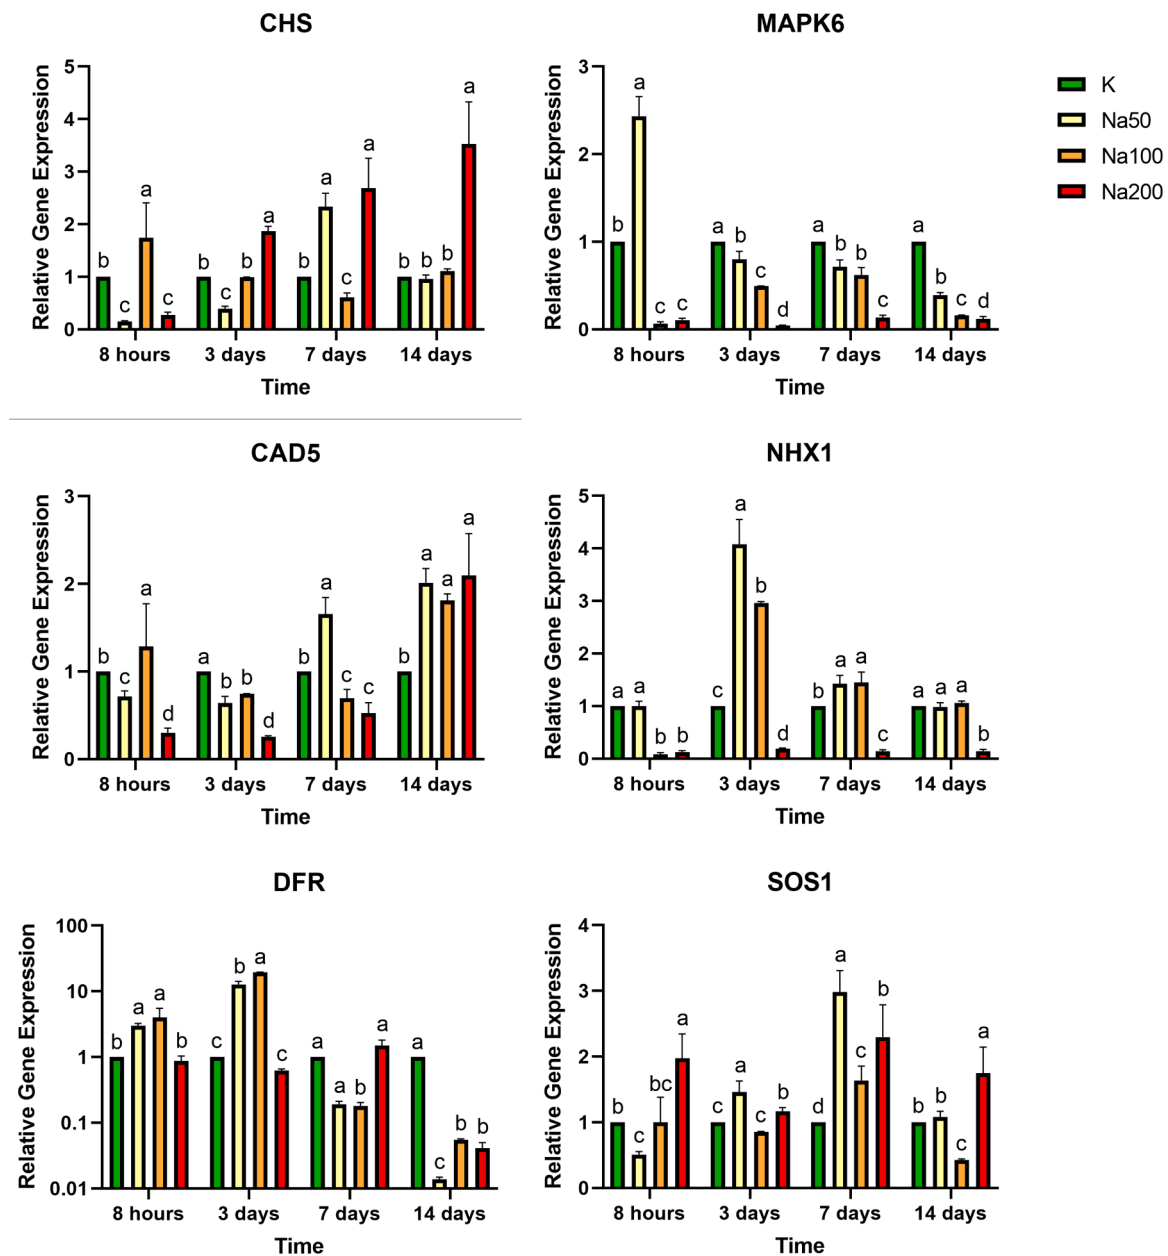 CHS
Relative Gene Expression
5
4
3
2
1
0
b c a c
b c b a
b a c a
b b b a
8 hours 3 days 7 days 14 days
Time
MAPK6
Relative Gene Expression
3
2
1
0
b a c c
a b c d
a b b c
a b c d
8 hours 3 days 7 days 14 days
Time
K
Na50
Na100
Na200
CAD5
Relative Gene Expression
3
2
1
0
b c a d
a b b d
b a c c
b a a a
8 hours 3 days 7 days 14 days
Time
NHX1
Relative Gene Expression
5
4
3
2
1
0
a a b b
c a b d
b a a c
a a a b
8 hours 3 days 7 days 14 days
Time
DFR
Relative Gene Expression
100
10
1
0.1
0.01
b a a b
c b a c
a a b a
a c b b
8 hours 3 days 7 days 14 days
Time
SOS1
Relative Gene Expression
4
3
2
1
0
b c bc a
c a c b
d a c b
b b c a
8 hours 3 days 7 days 14 days
Time